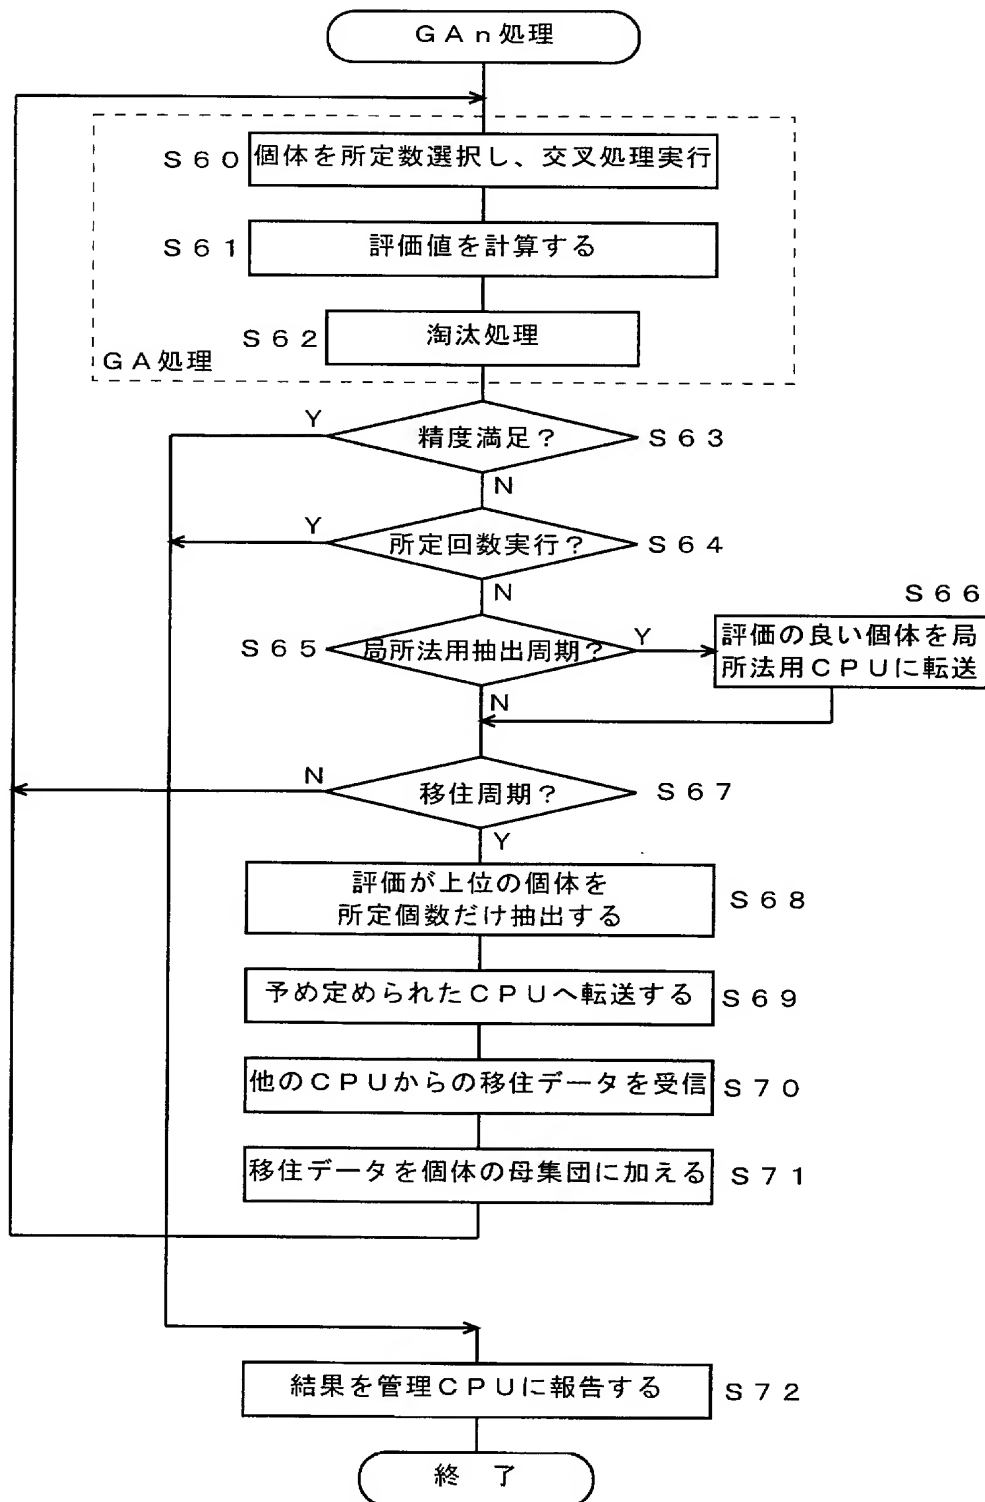 GAn処理
S60
個体を所定数選択し、交叉処理実行
S61
評価値を計算する
S62
淘汰処理
GA処理
Y
精度満足?
S63
N
Y
所定回数実行?
S64
N
S66
S65
局所法用抽出周期?
Y
評価の良い個体を局
所法用CPUに転送
N
N
移住周期?
S67
Y
評価が上位の個体を
所定個数だけ抽出する
S68
予め定められたCPUへ転送する
S69
他のCPUからの移住データを受信
S70
移住データを個体の母集団に加える
S71
結果を管理CPUに報告する
S72
終 了